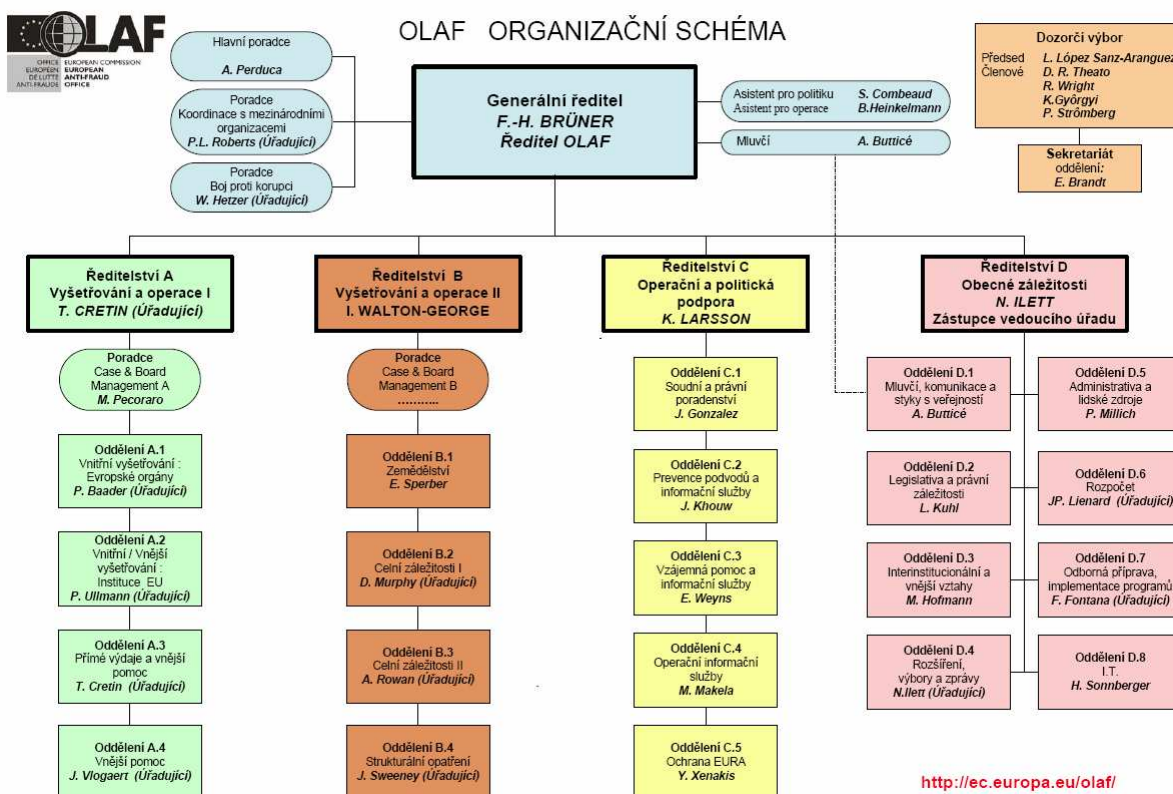 OLAF
OFFICE EUROPEAN COMMISSION
EUROPEEN EUROPEAN
DE LUTTE ANTI-FRAUD
ANTI-FRAUDE OFFICE
OLAF ORGANIZAČNÍ SCHÉMA
Hlavní poradce
A. Perduca
Poradce
Koordinace s mezinárodními
organizacemi
P.L. Roberts (Úřadující)
Poradce
Boj proti korupci
W. Hetzer (Úřadující)
Generální ředitel
F.-H. BRÜNER
Ředitel OLAF
Asistent pro politiku S. Combeaud
Asistent pro operace B.Heinkelmann
Mluvčí A. Butticé
Dozorčí výbor
Předsed L. López Sanz-Aranguez
Členové D. R. Theato
R. Wright
K.Györgyi
P. Strömberg
Sekretariát
oddělení:
E. Brandt
Ředitelství A
Vyšetřování a operace I
T. CRETIN (Úřadující)
Poradce
Case & Board
Management A
M. Pecoraro
Oddělení A.1
Vnitřní vyšetřování :
Evropské orgány
P. Baader (Úřadující)
Oddělení A.2
Vnitřní / Vnější
vyšetřování :
Instituce EU
P. Ullmann (Úřadující)
Oddělení A.3
Přímé výdaje a vnější
pomoc
T. Cretin (Úřadující)
Oddělení A.4
Vnější pomoc
J. Vlogaert (Úřadující)
Ředitelství B
Vyšetřování a operace II
I. WALTON-GEORGE
Poradce
Case & Board
Management B
...........
Oddělení B.1
Zemědělství
E. Sperber
Oddělení B.2
Celní záležitosti I
D. Murphy (Úřadující)
Oddělení B.3
Celní záležitosti II
A. Rowan (Úřadující)
Oddělení B.4
Strukturální opatření
J. Sweeney (Úřadující)
Ředitelství C
Operační a politická
podpora
K. LARSSON
Oddělení C.1
Soudní a právní
poradenství
J. Gonzalez
Oddělení C.2
Prevence podvodů a
informační služby
J. Khouw
Oddělení C.3
Vzájemná pomoc a
informační služby
E. Weyns
Oddělení C.4
Operační informační
služby
M. Makela
Oddělení C.5
Ochrana EURA
Y. Xenakis
Ředitelství D
Obecné záležitosti
N. ILETT
Zástupce vedoucího úřadu
Oddělení D.1
Mluvčí, komunikace a
styky s veřejností
A. Butticé
Oddělení D.2
Legislativa a právní
záležitosti
L. Kuhl
Oddělení D.3
Interinstitucionální a
vnější vztahy
M. Hofmann
Oddělení D.4
Rozšíření,
výbory a zprávy
N.Ilett (Úřadující)
Oddělení D.5
Administrativa a
lidské zdroje
P. Millich
Oddělení D.6
Rozpočet
JP. Lienard (Úřadující)
Oddělení D.7
Odborná příprava,
implementace programů
F. Fontana (Úřadující)
Oddělení D.8
I.T.
H. Sonnberger
http://ec.europa.eu/olaf/